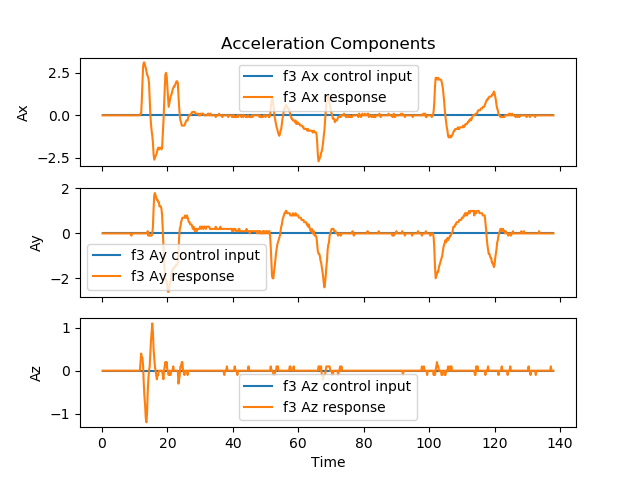 Acceleration Components
Ax
2.5
0.0
−2.5
f3 Ax control input
f3 Ax response
Ay
2
0
−2
f3 Ay control input
f3 Ay response
Az
1
0
−1
f3 Az control input
f3 Az response
0 20 40 60 80 100 120 140
Time